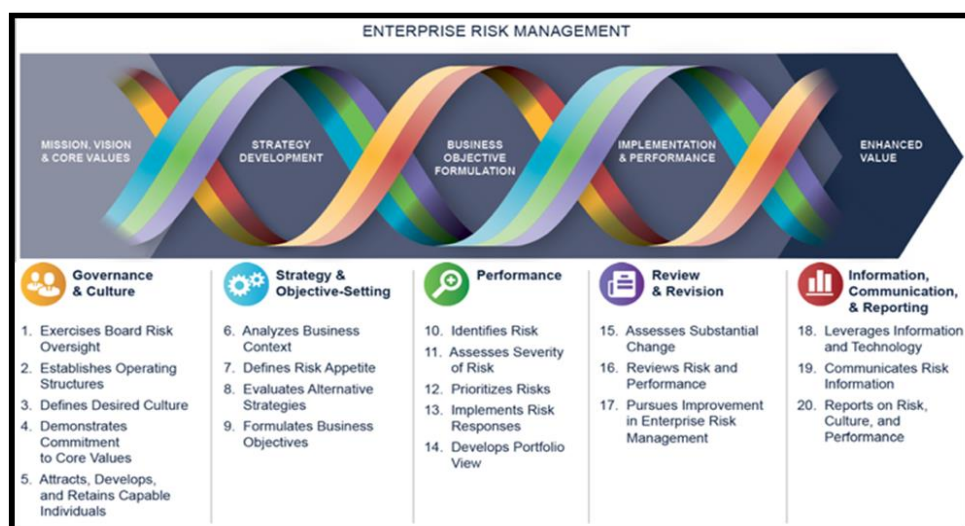 ENTERPRISE RISK MANAGEMENT
MISSION, VISION
& CORE VALUES
STRATEGY
DEVELOPMENT
BUSINESS
OBJECTIVE
FORMULATION
IMPLEMENTATION
& PERFORMANCE
ENHANCED
VALUE
Governance
& Culture
1. Exercises Board Risk
Oversight
2. Establishes Operating
Structures
3. Defines Desired Culture
4. Demonstrates
Commitment
to Core Values
5. Attracts, Develops,
and Retains Capable
Individuals
Strategy &
Objective-Setting
6. Analyzes Business
Context
7. Defines Risk Appetite
8. Evaluates Alternative
Strategies
9. Formulates Business
Objectives
Performance
10. Identifies Risk
11. Assesses Severity
of Risk
12. Prioritizes Risks
13. Implements Risk
Responses
14. Develops Portfolio
View
Review
& Revision
15. Assesses Substantial
Change
16. Reviews Risk and
Performance
17. Pursues Improvement
in Enterprise Risk
Management
Information,
Communication,
& Reporting
18. Leverages Information
and Technology
19. Communicates Risk
Information
20. Reports on Risk,
Culture, and
Performance